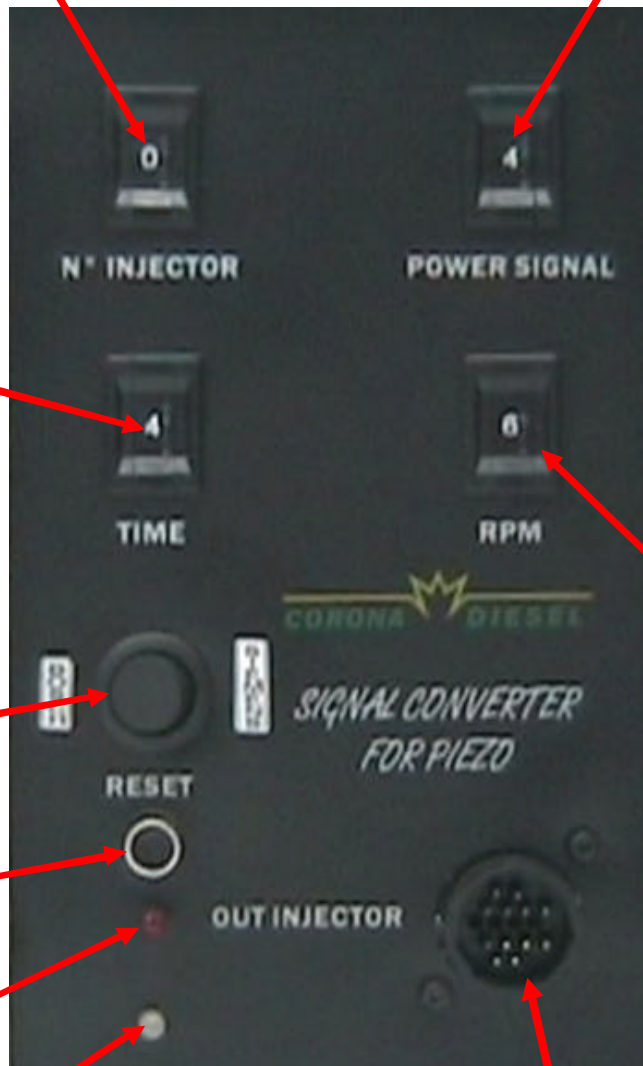 0 4
N° INJECTOR POWER SIGNAL
4 6
TIME RPM
CORONA DIESEL
SIGNAL CONVERTER
FOR PIEZO
RESET
OUT INJECTOR